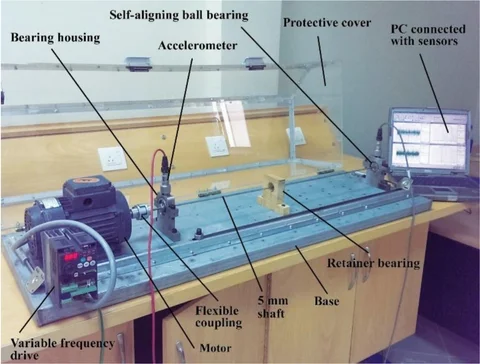 Self-aligning ball bearing
Protective cover
Bearing housing
PC connected
with sensors
Accelerometer
Retainer bearing
Flexible
coupling
5 mm
shaft
Base
Variable frequency
drive
Motor